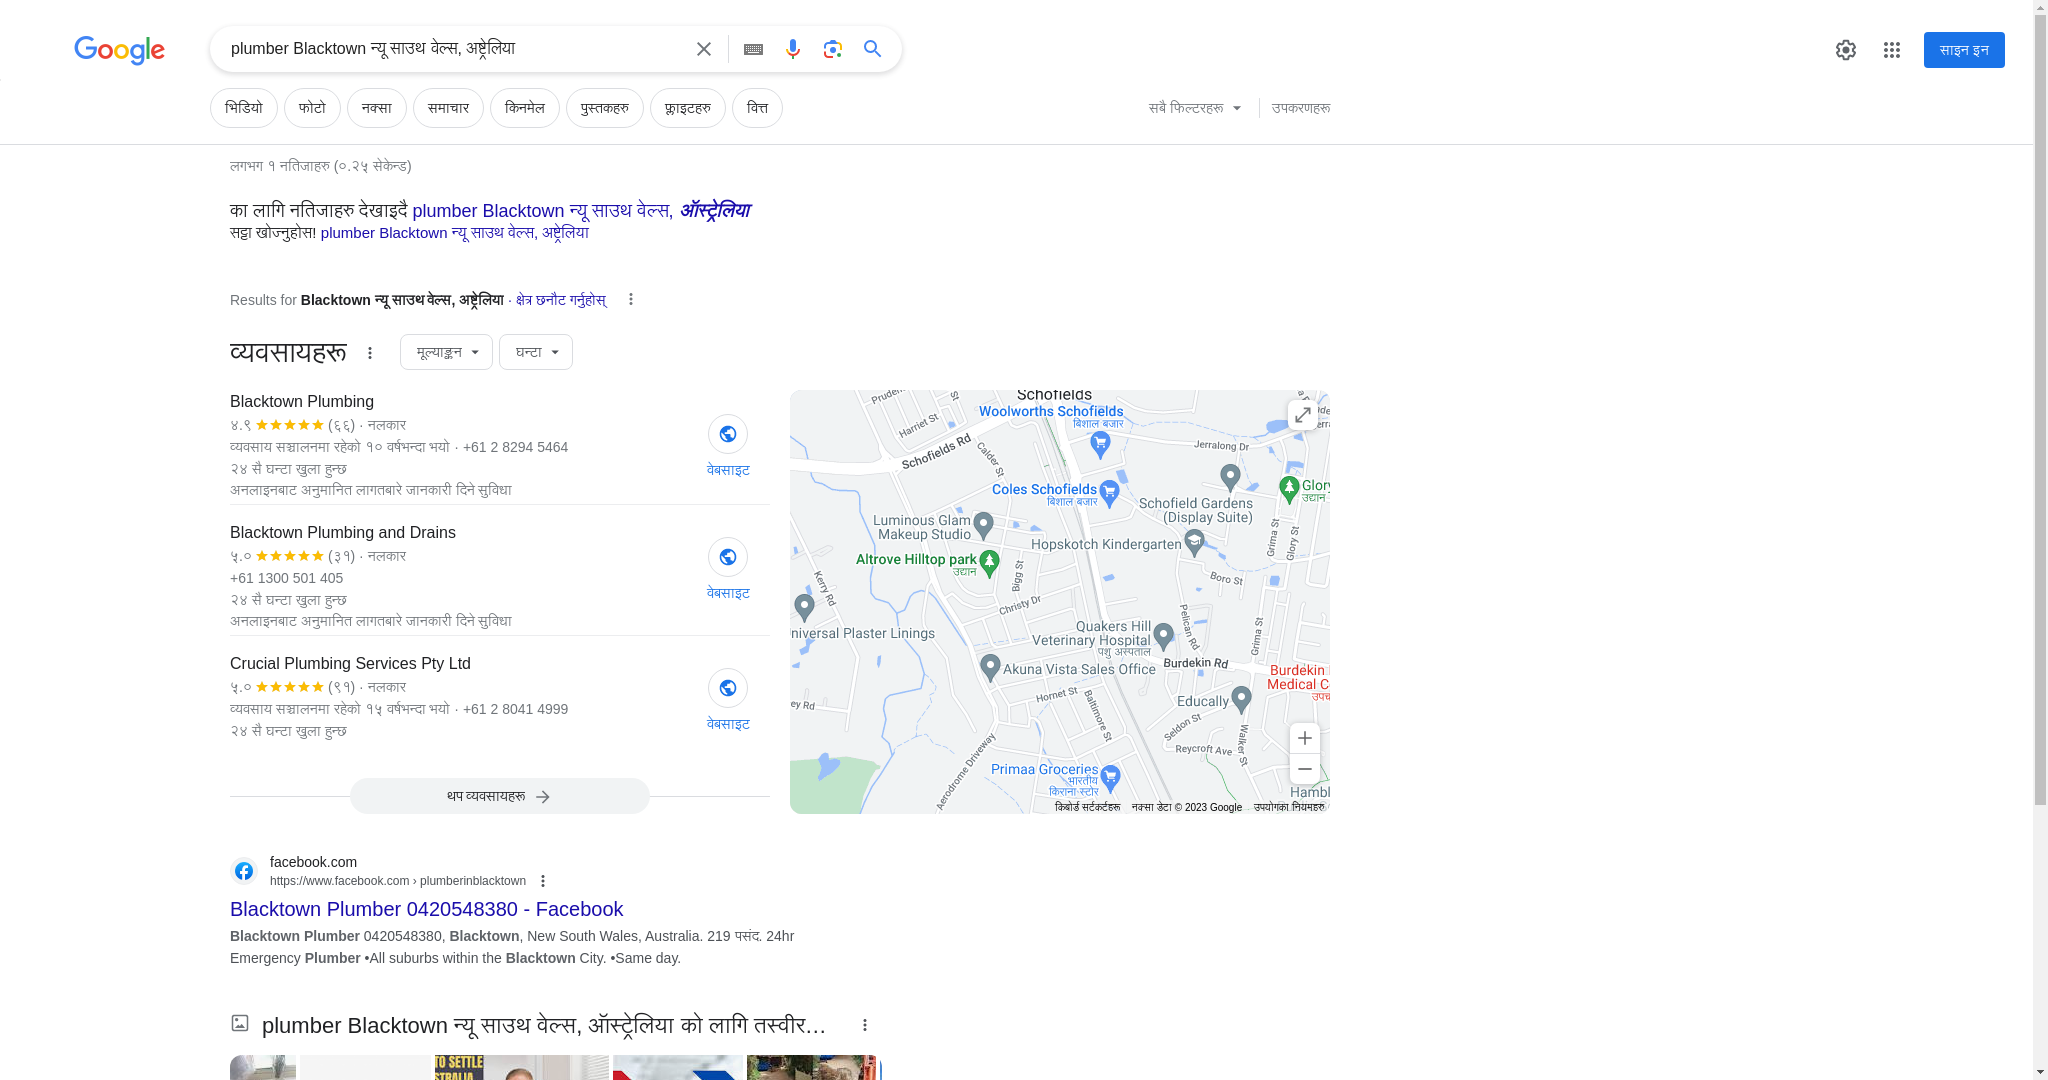 Google
plumber Blacktown न्यू साउथ वेल्स, अष्ट्रेलिया
साइन इन
भिडियो
फोटो
नक्सा
समाचार
किनमेल
पुस्तकहरु
फ्लाइटहरु
वित्त
सबै फिल्टरहरू
उपकरणहरू
लगभग १ नतिजाहरु (०.२५ सेकेन्ड)
का लागि नतिजाहरु देखाइदै plumber Blacktown न्यू साउथ वेल्स, ऑस्ट्रेलिया
सट्टा खोज्नुहोस! plumber Blacktown न्यू साउथ वेल्स, अष्ट्रेलिया
Results for Blacktown न्यू साउथ वेल्स, अष्ट्रेलिया · क्षेत्र छनौट गर्नुहोस्
व्यवसायहरू
मूल्याङ्कन
घन्टा
Blacktown Plumbing
४.९ (६६) · नलकार
व्यवसाय सञ्चालनमा रहेको १० वर्षभन्दा भयो · +61 2 8294 5464
२४ सै घन्टा खुला हुन्छ
अनलाइनबाट अनुमानित लागतबारे जानकारी दिने सुविधा
वेबसाइट
Blacktown Plumbing and Drains
५.० (३१) · नलकार
+61 1300 501 405
२४ सै घन्टा खुला हुन्छ
अनलाइनबाट अनुमानित लागतबारे जानकारी दिने सुविधा
वेबसाइट
Crucial Plumbing Services Pty Ltd
५.० (९१) · नलकार
व्यवसाय सञ्चालनमा रहेको १५ वर्षभन्दा भयो · +61 2 8041 4999
२४ सै घन्टा खुला हुन्छ
वेबसाइट
थप व्यवसायहरू
Schofields
Woolworths Schofields
बिशाल बजार
Harriet St
Schofields Rd
Calder St
Jerralong Dr
Coles Schofields
बिशाल बजार
Schofield Gardens
(Display Suite)
Glory
उद्यान
Luminous Glam
Makeup Studio
Hopskotch Kindergarten
Grima St
Glory St
Altrove Hilltop park
उद्यान
Bigg St
Boro St
Kerry Rd
Christy Dr
Pelican Rd
niversal Plaster Linings
Quakers Hill
Veterinary Hospital
पशु अस्पताल
Grima St
Akuna Vista Sales Office
Burdekin Rd
Burdekin
Medical C
उपच
ey Rd
Hornet St
Baltimore St
Educally
Seldon St
Walker St
Reycroft Ave
Aerodrome Driveway
Primaa Groceries
भारतीय
किराना स्टोर
Hambl
किबोर्ड सर्टकर्टहरू
नक्सा डेटा © 2023 Google
उपयोगका नियमहरु
facebook.com
https://www.facebook.com › plumberinblacktown
Blacktown Plumber 0420548380 - Facebook
Blacktown Plumber 0420548380, Blacktown, New South Wales, Australia. 219 पसंद. 24hr
Emergency Plumber •All suburbs within the Blacktown City. •Same day.
plumber Blacktown न्यू साउथ वेल्स, ऑस्ट्रेलिया को लागि तस्वीर...
TO SETTLE